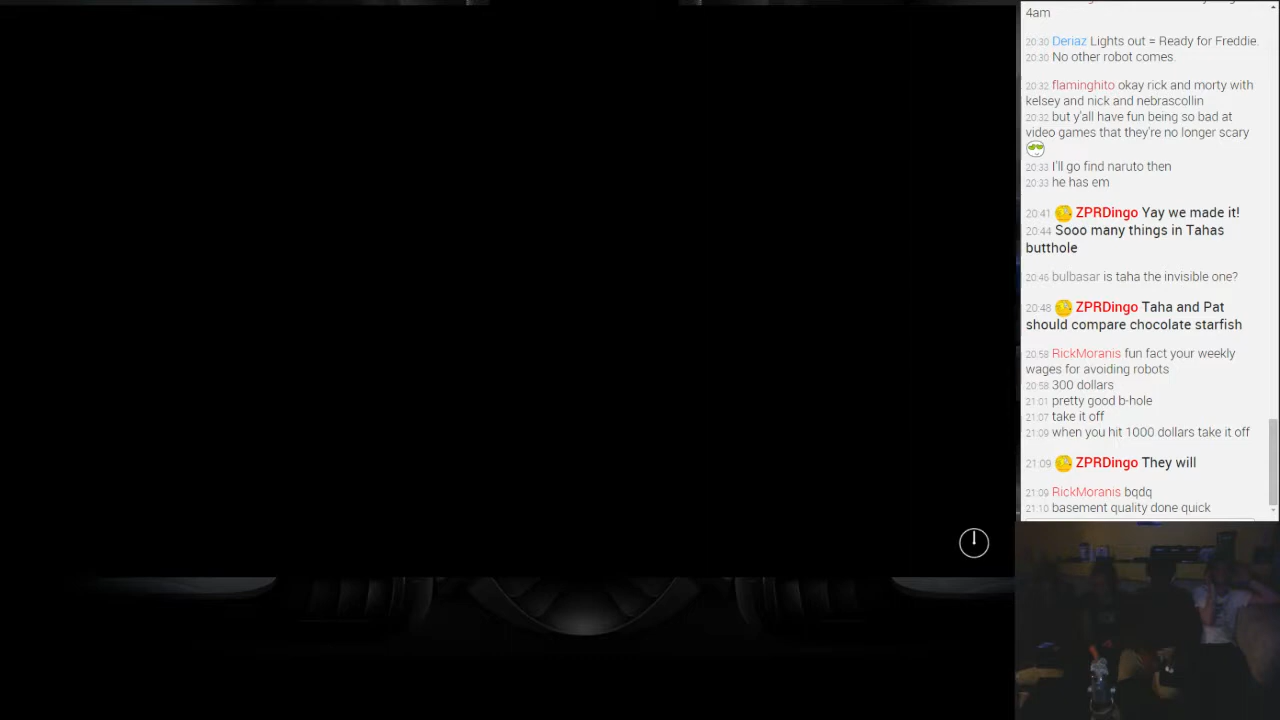 4am
20:30 Deriaz Lights out = Ready for Freddie.
20:30 No other robot comes.
20:32 flaminghito okay rick and morty with
kelsey and nick and nebrascollin
20:32 but y'all have fun being so bad at
video games that they're no longer scary
20:33 I'll go find naruto then
20:33 he has em
20:41 ZPRDingo Yay we made it!
20:44 Sooo many things in Tahas
butthole
20:46 bulbasar is taha the invisible one?
20:48 ZPRDingo Taha and Pat
should compare chocolate starfish
20:58 RickMoranis fun fact your weekly
wages for avoiding robots
20:58 300 dollars
21:01 pretty good b-hole
21:07 take it off
21:09 when you hit 1000 dollars take it off
21:09 ZPRDingo They will
21:09 RickMoranis bqdq
21:10 basement quality done quick